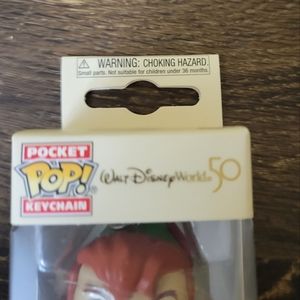 WARNING: CHOKING HAZARD.
Small parts. Not suitable for children under 36 months.
POCKET
POP!
KEYCHAIN
Walt Disney World® 50